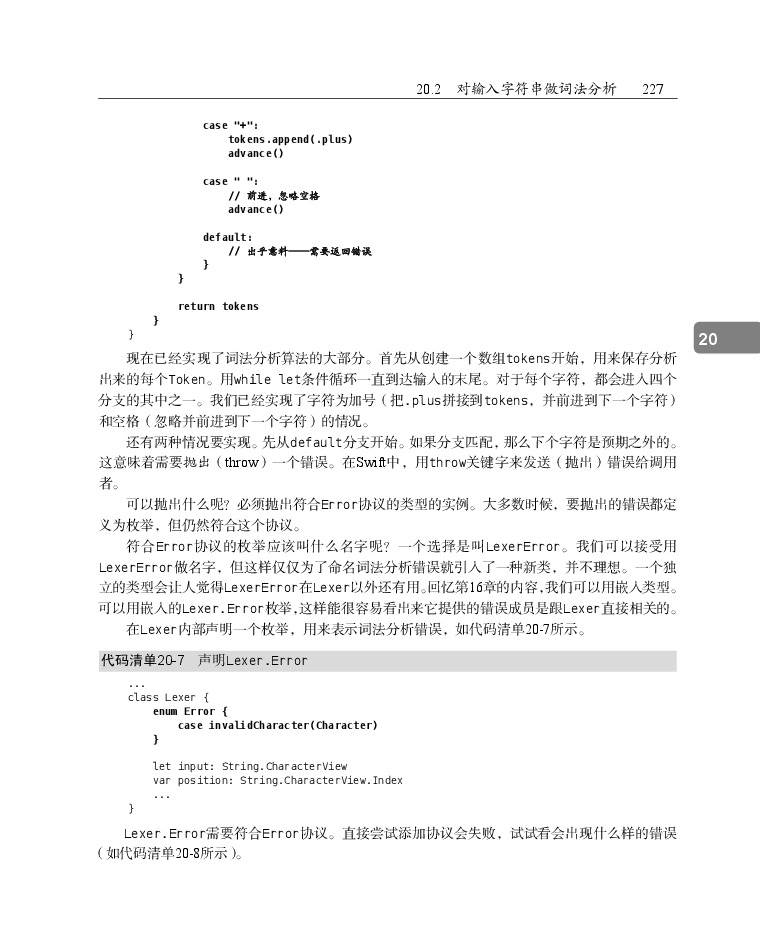 20.2 对输入字符串做词法分析 227
case "+":
tokens.append(.plus)
advance()
case " ":
// 前进，忽略空格
advance()
default:
// 出乎意料——需要返回错误
}
}
return tokens
}
}
20
现在已经实现了词法分析算法的大部分。首先从创建一个数组tokens开始，用来保存分析
出来的每个Token。用while let条件循环一直到达输入的末尾。对于每个字符，都会进入四个
分支的其中之一。我们已经实现了字符为加号（把.plus拼接到tokens，并前进到下一个字符）
和空格（忽略并前进到下一个字符）的情况。
还有两种情况要实现。先从default分支开始。如果分支匹配，那么下个字符是预期之外的。
这意味着需要抛出（throw）一个错误。在Swift中，用throw关键字来发送（抛出）错误给调用
者。
可以抛出什么呢？必须抛出符合Error协议的类型的实例。大多数时候，要抛出的错误都定
义为枚举，但仍然符合这个协议。
符合Error协议的枚举应该叫什么名字呢？一个选择是叫LexerError。我们可以接受用
LexerError做名字，但这样仅仅为了命名词法分析错误就引入了一种新类，并不理想。一个独
立的类型会让人觉得LexerError在Lexer以外还有用。回忆第16章的内容，我们可以用嵌入类型。
可以用嵌入的Lexer.Error枚举，这样能很容易看出来它提供的错误成员是跟Lexer直接相关的。
在Lexer内部声明一个枚举，用来表示词法分析错误，如代码清单20-7所示。
代码清单20-7 声明Lexer.Error
...
class Lexer {
enum Error {
case invalidCharacter(Character)
}
let input: String.CharacterView
var position: String.CharacterView.Index
...
}
Lexer.Error需要符合Error协议。直接尝试添加协议会失败，试试看会出现什么样的错误
（如代码清单20-8所示）。